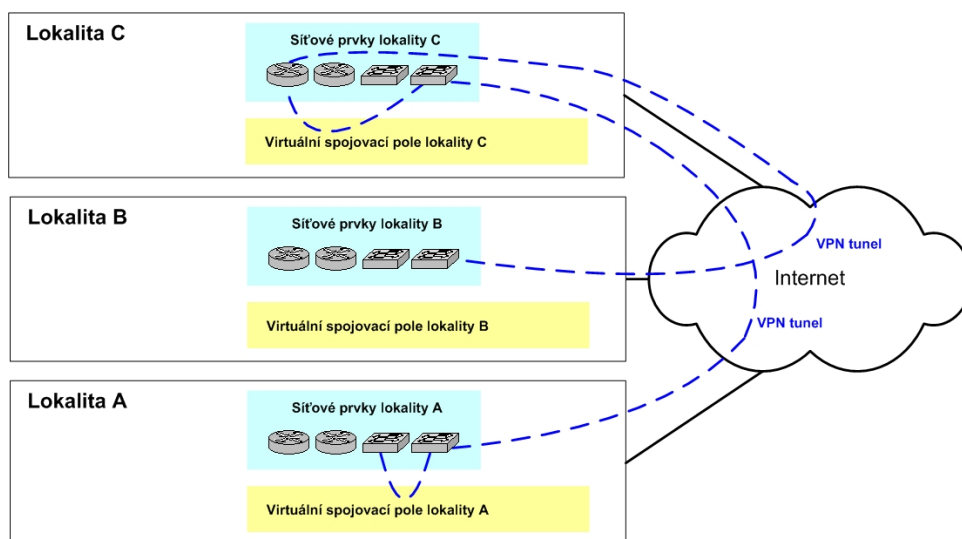 Lokalita C
Síťové prvky lokality C
Virtuální spojovací pole lokality C
Lokalita B
Síťové prvky lokality B
VPN tunel
Internet
Virtuální spojovací pole lokality B
VPN tunel
Lokalita A
Síťové prvky lokality A
Virtuální spojovací pole lokality A